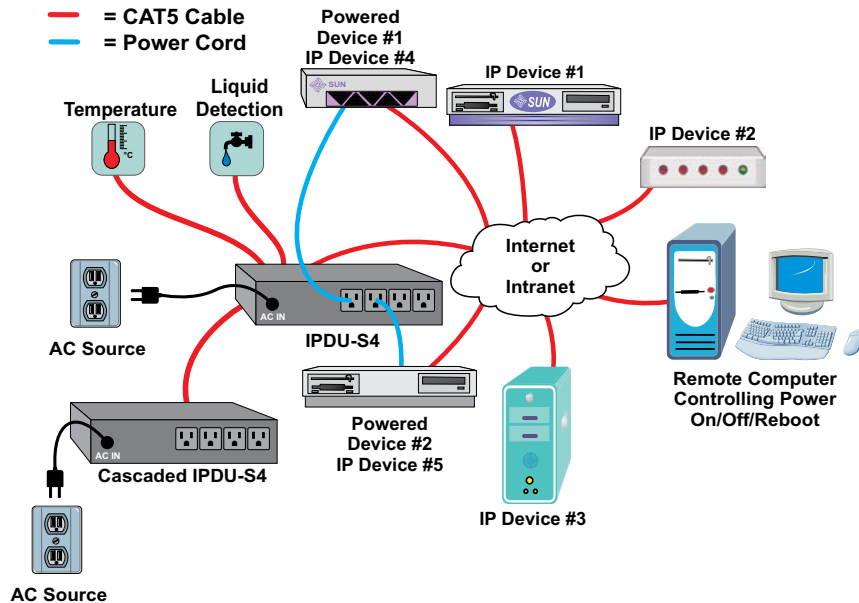 = CAT5 Cable
= Power Cord
Powered
Device #1
IP Device #4
SUN
IP Device #1
SUN
IP Device #2
Temperature
°C
Liquid
Detection
Internet
or
Intranet
AC IN
IPDU-S4
AC Source
Remote Computer
Controlling Power
On/Off/Reboot
Powered
Device #2
IP Device #5
AC IN
Cascaded IPDU-S4
IP Device #3
AC Source